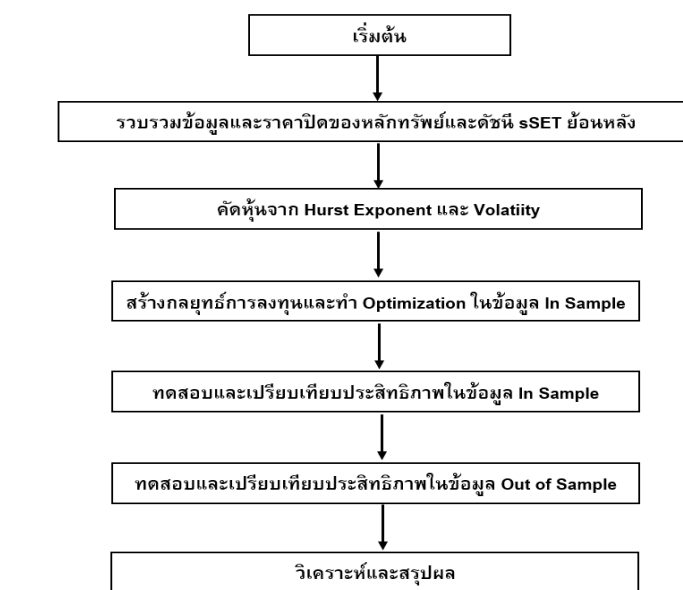 เริ่มต้น
รวบรวมข้อมูลและราคาปิดของหลักทรัพย์และดัชนี sSET ย้อนหลัง
คัดหุ้นจาก Hurst Exponent และ Volatiity
สร้างกลยุทธ์การลงทุนและทำ Optimization ในข้อมูล In Sample
ทดสอบและเปรียบเทียบประสิทธิภาพในข้อมูล In Sample
ทดสอบและเปรียบเทียบประสิทธิภาพในข้อมูล Out of Sample
วิเคราะห์และสรุปผล